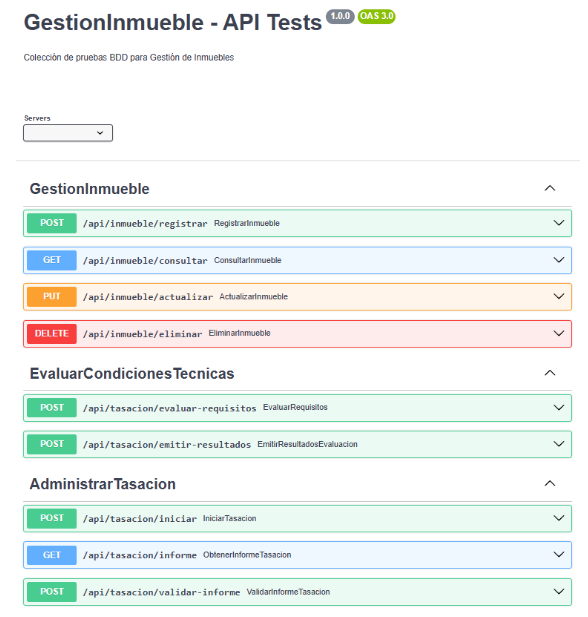 GestionInmueble - API Tests 1.0.0 OAS 3.0
Colección de pruebas BDD para Gestión de Inmuebles
Servers
GestionInmueble
POST /api/inmueble/registrar RegistrarInmueble
GET /api/inmueble/consultar ConsultarInmueble
PUT /api/inmueble/actualizar ActualizarInmueble
DELETE /api/inmueble/eliminar EliminarInmueble
EvaluarCondicionesTecnicas
POST /api/tasacion/evaluar-requisitos EvaluarRequisitos
POST /api/tasacion/emitir-resultados EmitirResultadosEvaluacion
AdministrarTasacion
POST /api/tasacion/iniciar IniciarTasacion
GET /api/tasacion/informe ObtenerInformeTasacion
POST /api/tasacion/validar-informe ValidarInformeTasacion